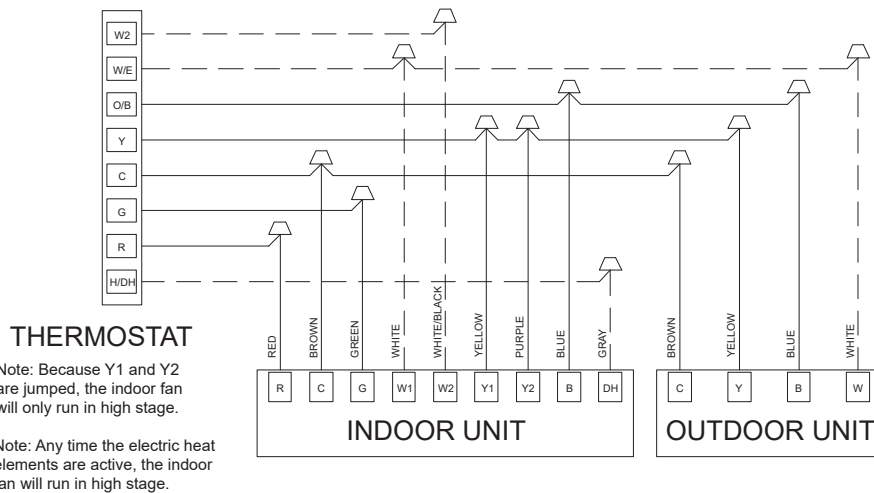 W2
W/E
O/B
Y
C
G
R
H/DH
THERMOSTAT
Note: Because Y1 and Y2
are jumped, the indoor fan
will only run in high stage.
Note: Any time the electric heat
elements are active, the indoor
fan will run in high stage.
RED
BROWN
GREEN
WHITE
WHITE/BLACK
YELLOW
PURPLE
BLUE
GRAY
R
C
G
W1
W2
Y1
Y2
B
DH
INDOOR UNIT
BROWN
YELLOW
BLUE
WHITE
C
Y
B
W
OUTDOOR UNIT